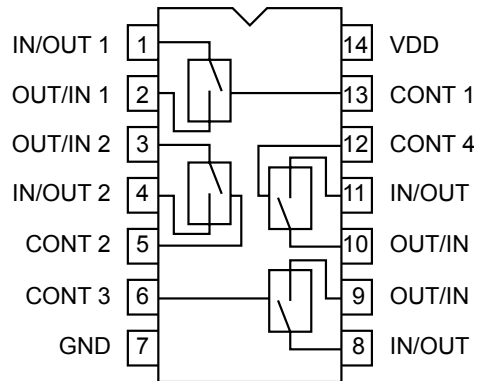 IN/OUT 1 1 14 VDD
OUT/IN 1 2 13 CONT 1
OUT/IN 2 3 12 CONT 4
IN/OUT 2 4 11 IN/OUT
CONT 2 5 10 OUT/IN
CONT 3 6 9 OUT/IN
GND 7 8 IN/OUT